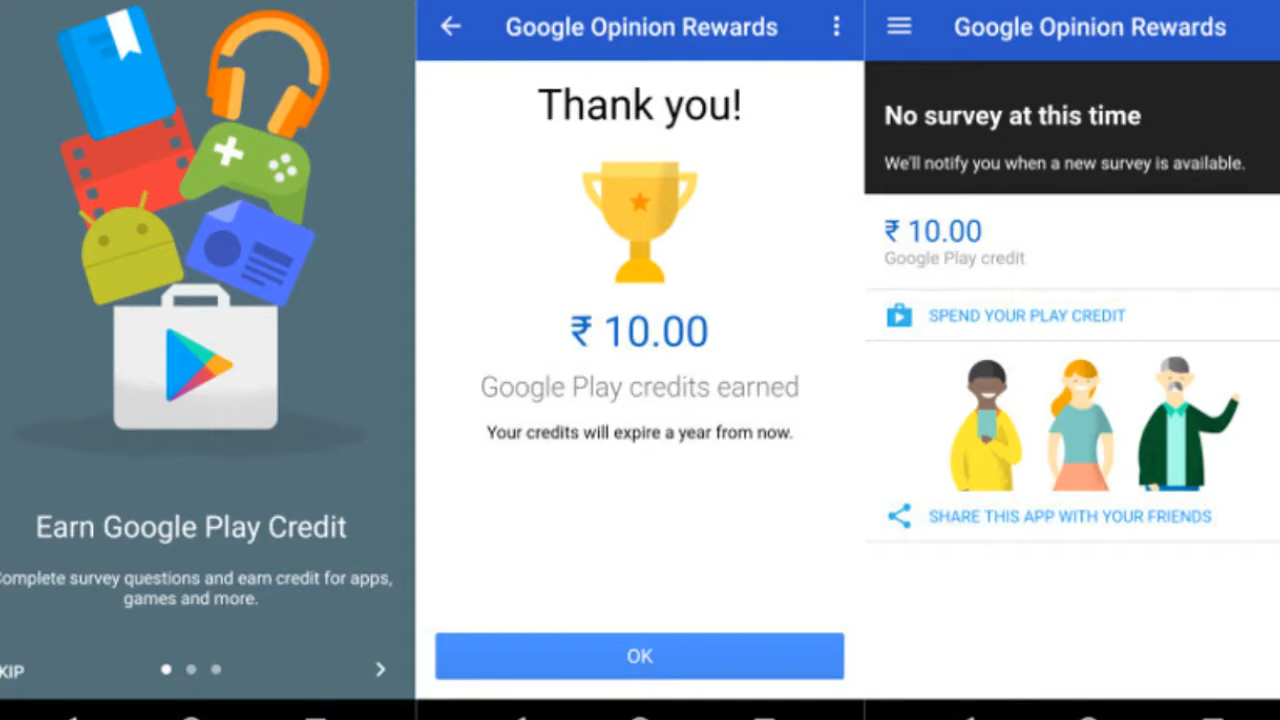 Earn Google Play Credit
omplete survey questions and earn credit for apps,
games and more.
KIP
Google Opinion Rewards
Thank you!
₹ 10.00
Google Play credits earned
Your credits will expire a year from now.
OK
Google Opinion Rewards
No survey at this time
We'll notify you when a new survey is available.
₹ 10.00
Google Play credit
SPEND YOUR PLAY CREDIT
SHARE THIS APP WITH YOUR FRIENDS